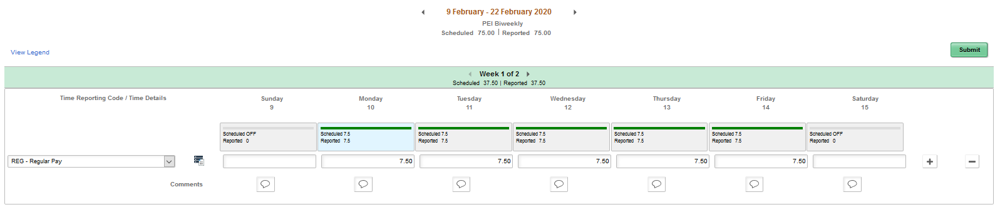 9 February - 22 February 2020
PEI Biweekly
Scheduled 75.00 | Reported 75.00
View Legend
Submit
Week 1 of 2
Scheduled 37.50 | Reported 37.50
Time Reporting Code / Time Details Sunday Monday Tuesday Wednesday Thursday Friday Saturday
9 10 11 12 13 14 15
Scheduled OFF Scheduled 7.5 Scheduled 7.5 Scheduled 7.5 Scheduled 7.5 Scheduled 7.5 Scheduled OFF
Reported 0 Reported 7.5 Reported 7.5 Reported 7.5 Reported 7.5 Reported 7.5 Reported 0
REG - Regular Pay 7.50 7.50 7.50 7.50 7.50
Comments